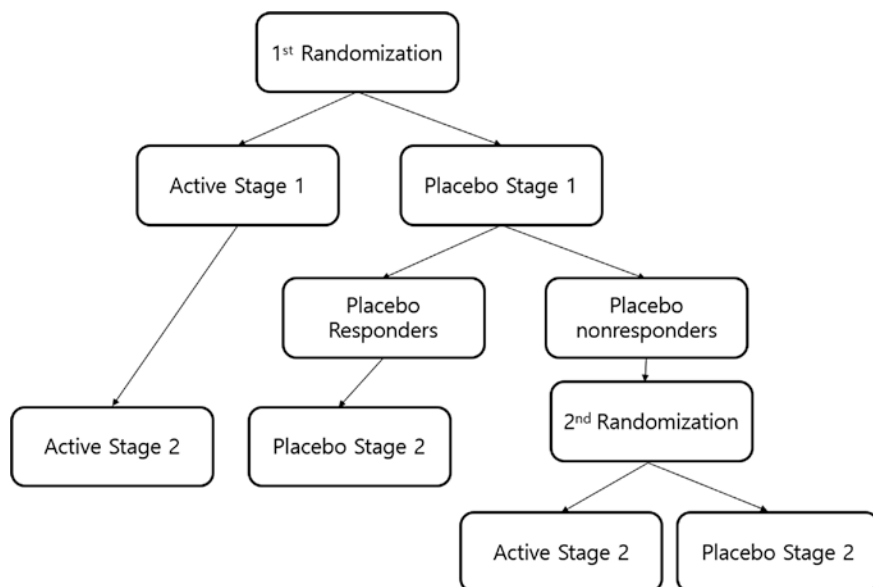 1st Randomization
Active Stage 1
Placebo Stage 1
Placebo
Responders
Placebo
nonresponders
Active Stage 2
Placebo Stage 2
2nd Randomization
Active Stage 2
Placebo Stage 2